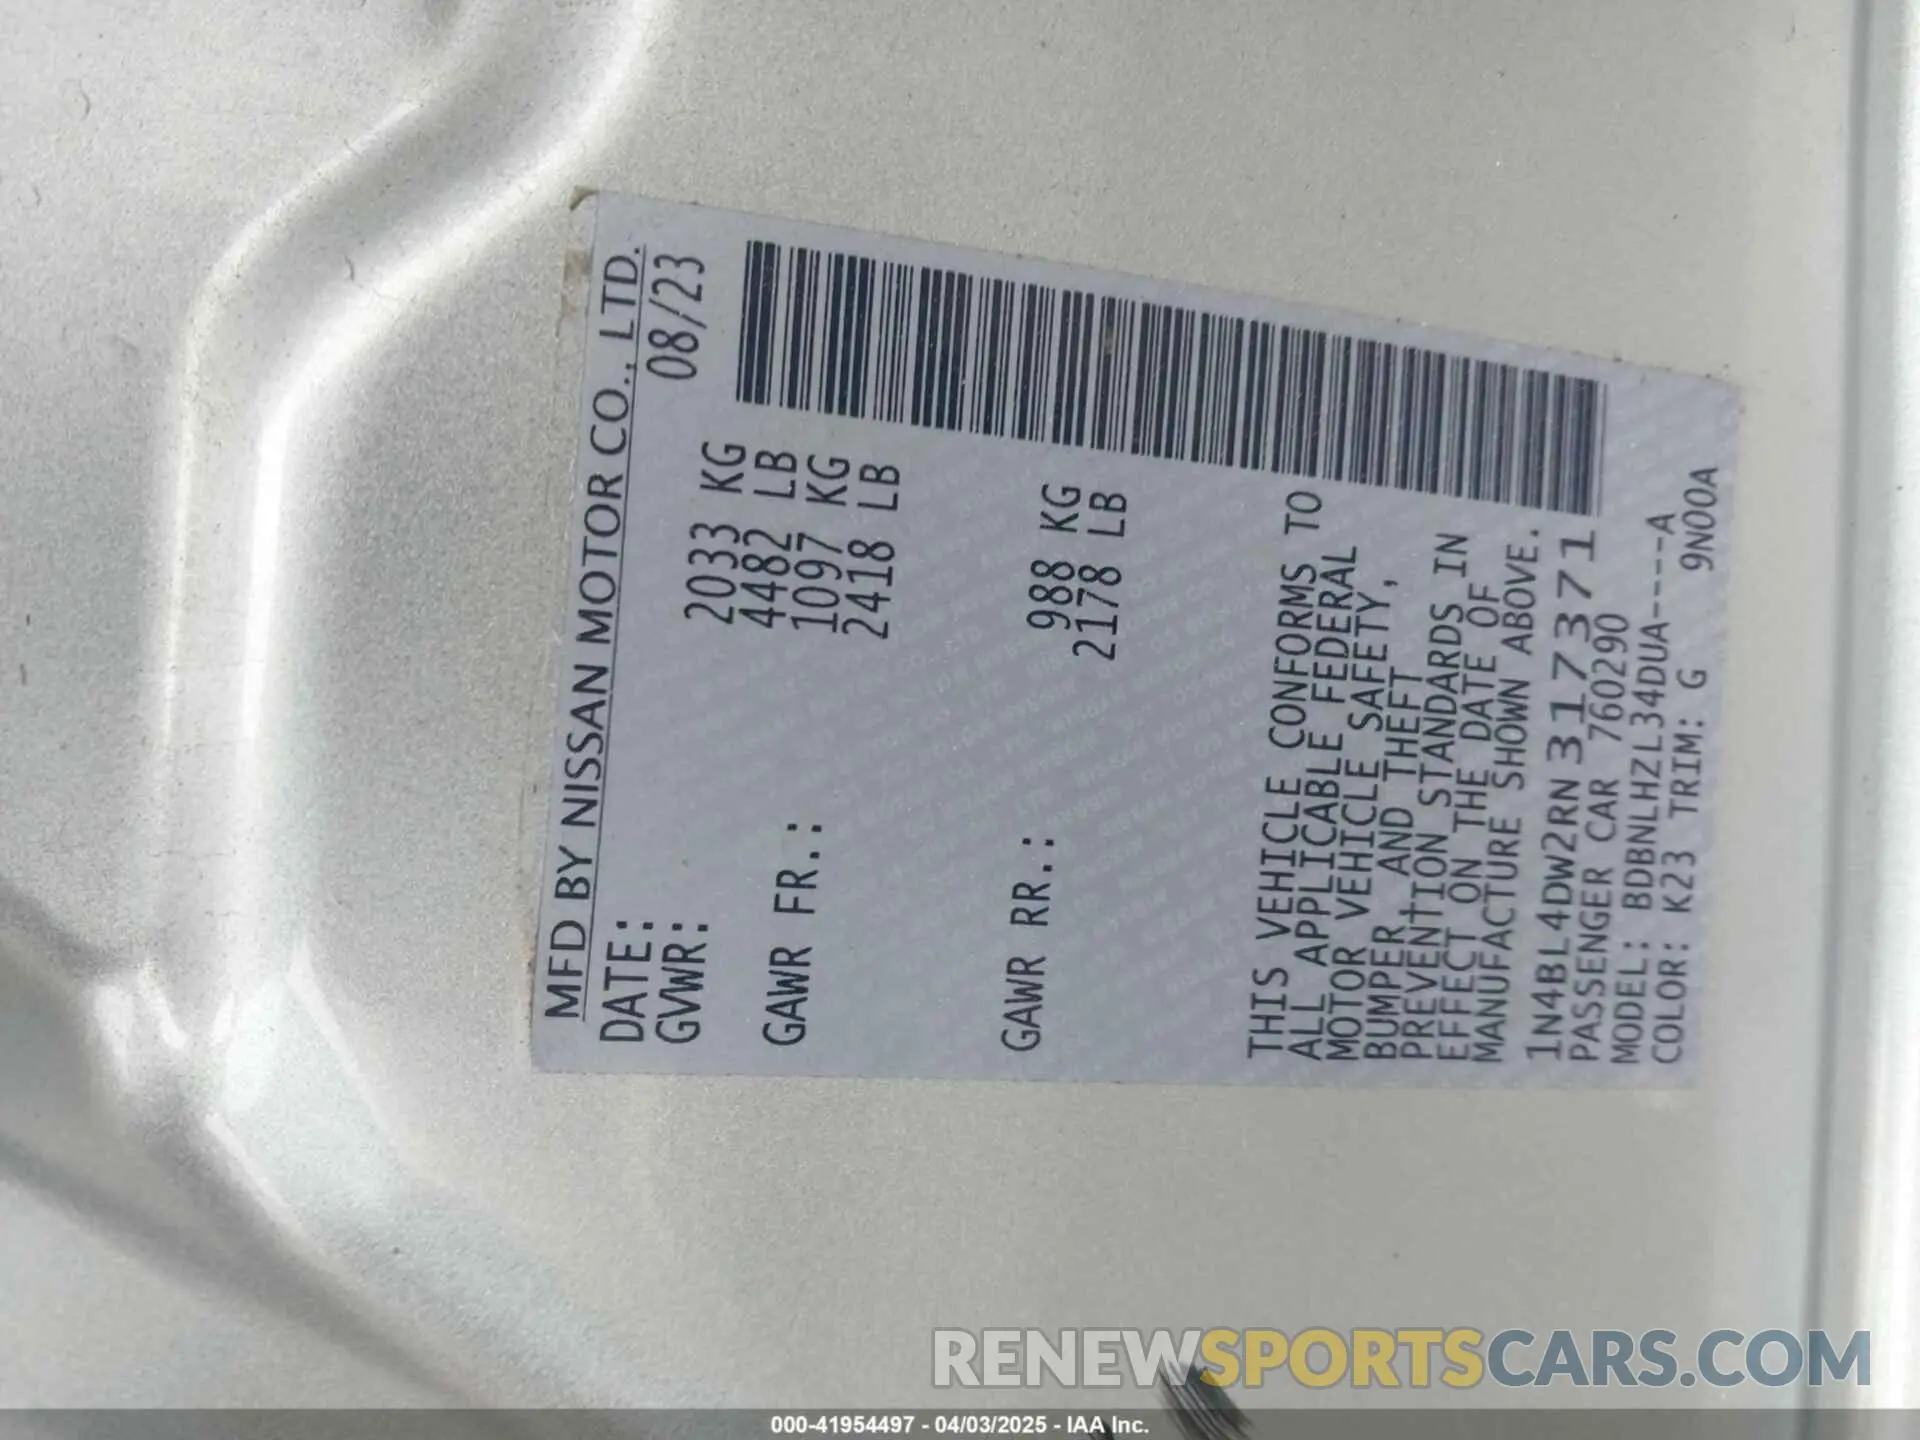 MFD BY NISSAN MOTOR CO., LTD.
DATE: 08/23
GVWR: 2033 KG
4482 LB
GAWR FR.: 1097 KG
2418 LB
GAWR RR.: 988 KG
2178 LB
THIS VEHICLE CONFORMS TO
ALL APPLICABLE FEDERAL
MOTOR VEHICLE SAFETY,
BUMPER, AND THEFT
PREVENTION STANDARDS IN
EFFECT ON THE DATE OF
MANUFACTURE SHOWN ABOVE.
1N4BL4DW2RN317371
PASSENGER CAR 760290
MODEL: BDBNLHZL34DUA----A
COLOR: K23 TRIM: G 9N00A
RENEWSPORTSCARS.COM
000-41954497 - 04/03/2025 - IAA Inc.